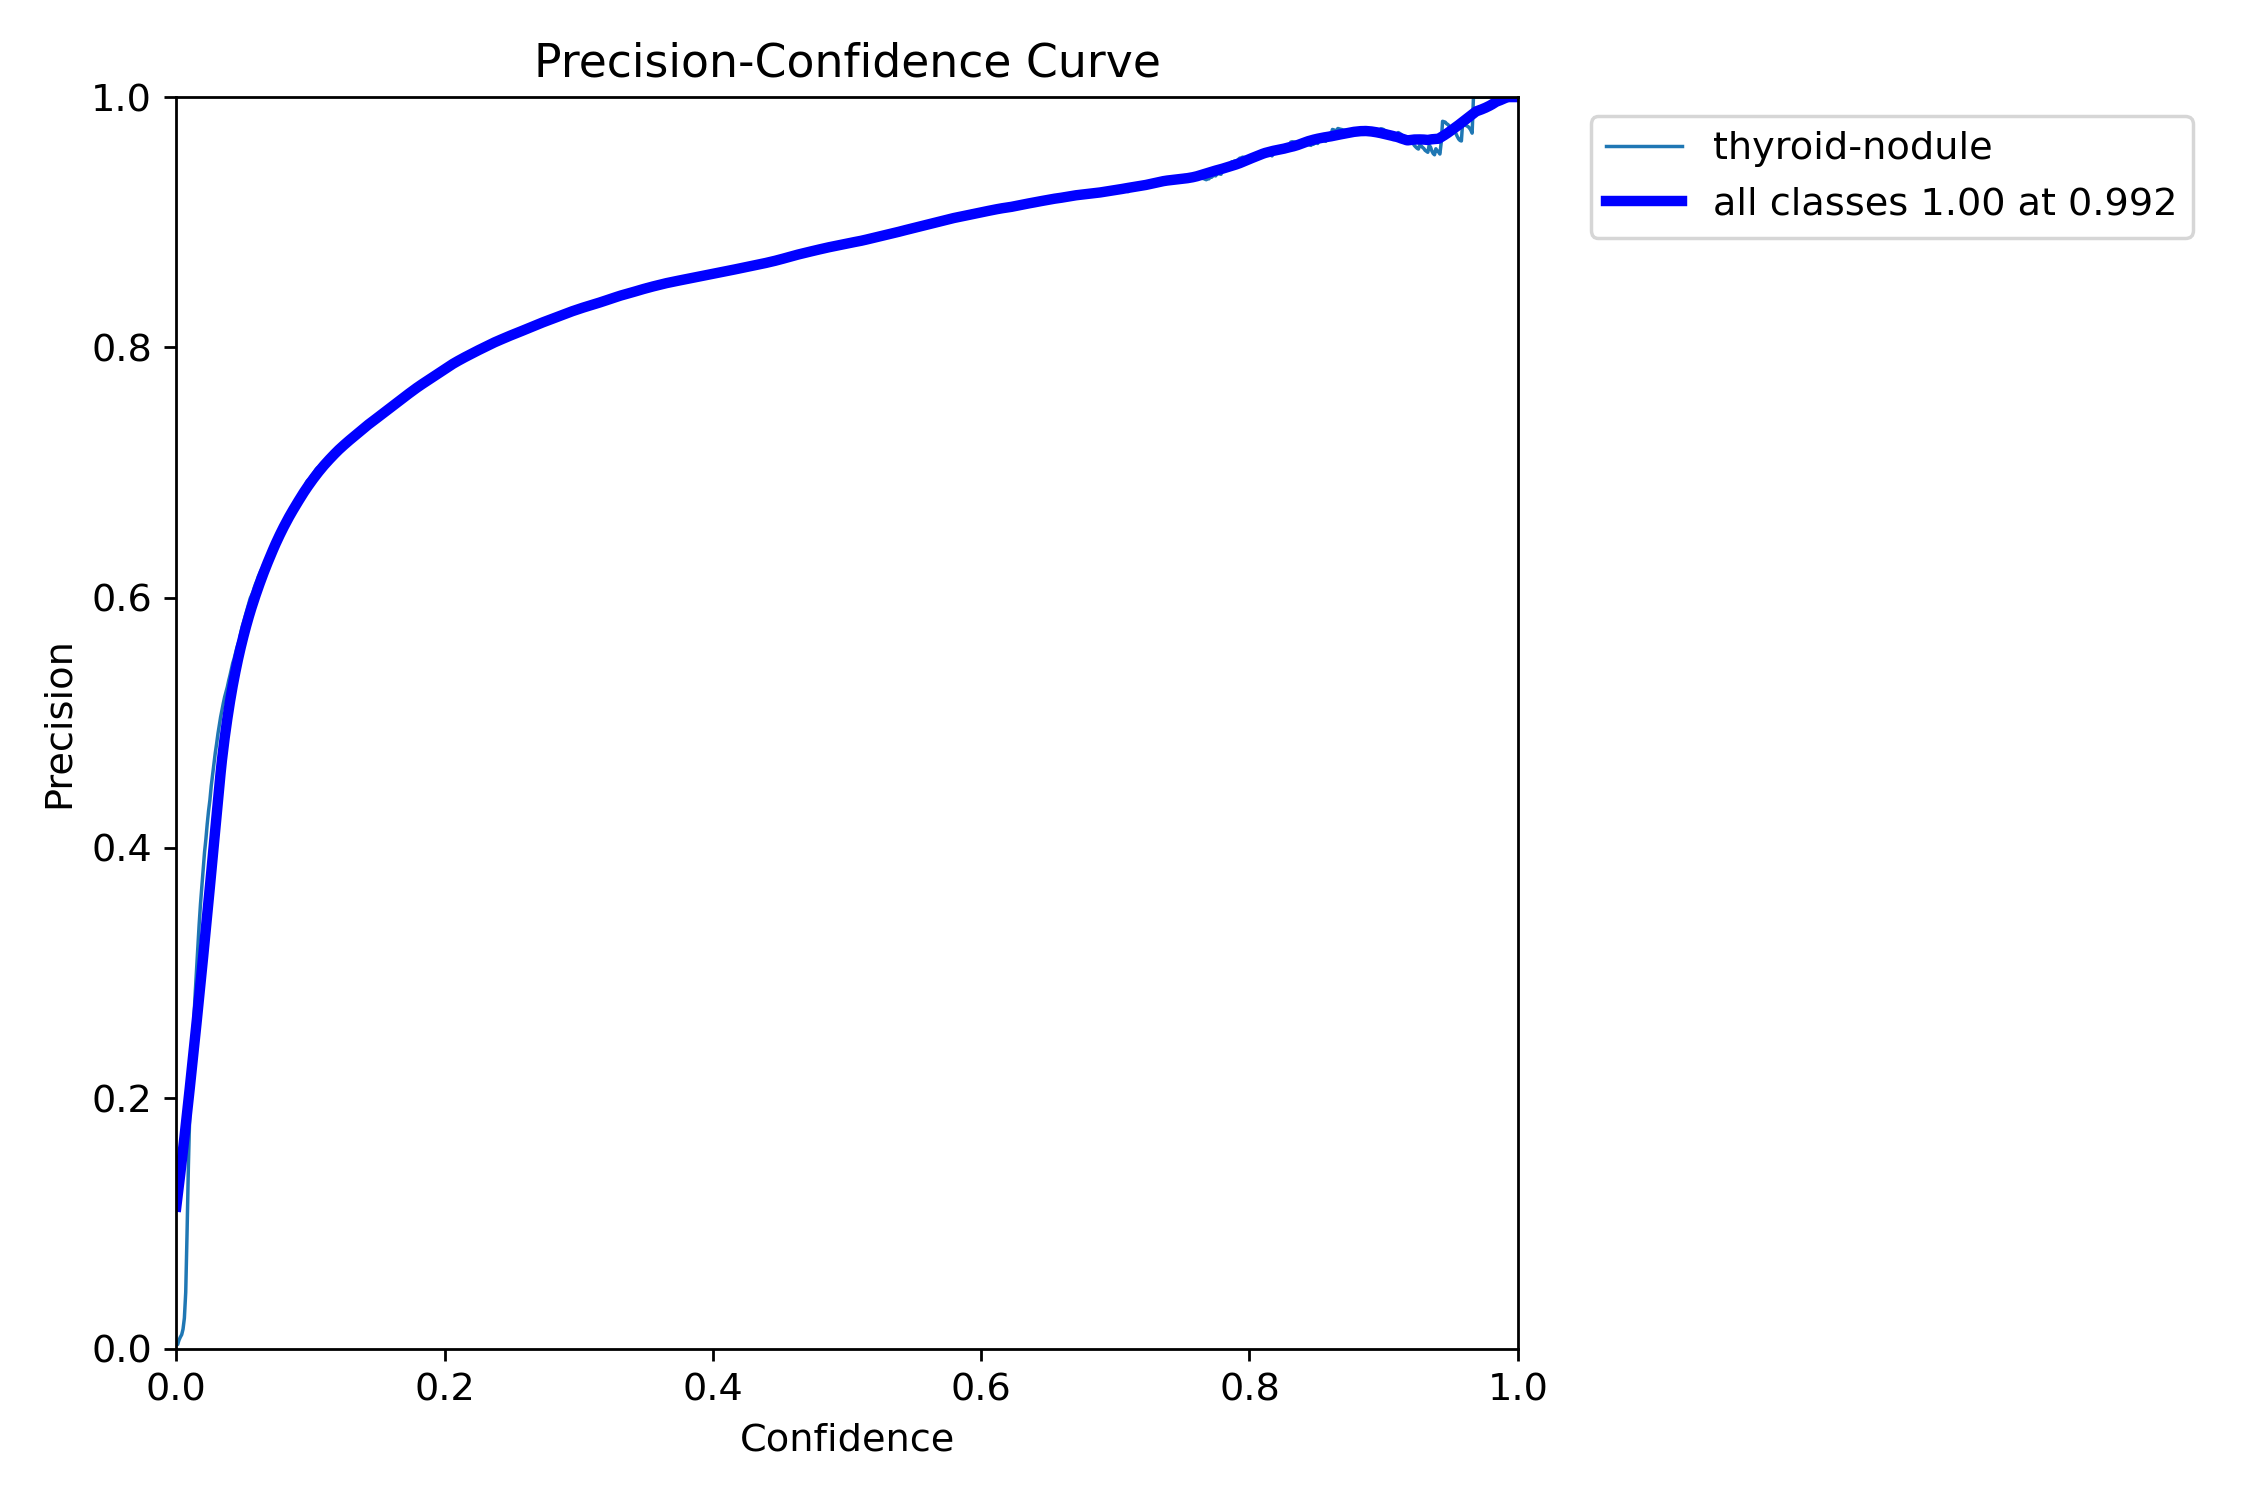 Precision-Confidence Curve
1.0
0.8
0.6
0.4
0.2
0.0
Precision
0.0 0.2 0.4 0.6 0.8 1.0
Confidence
thyroid-nodule
all classes 1.00 at 0.992